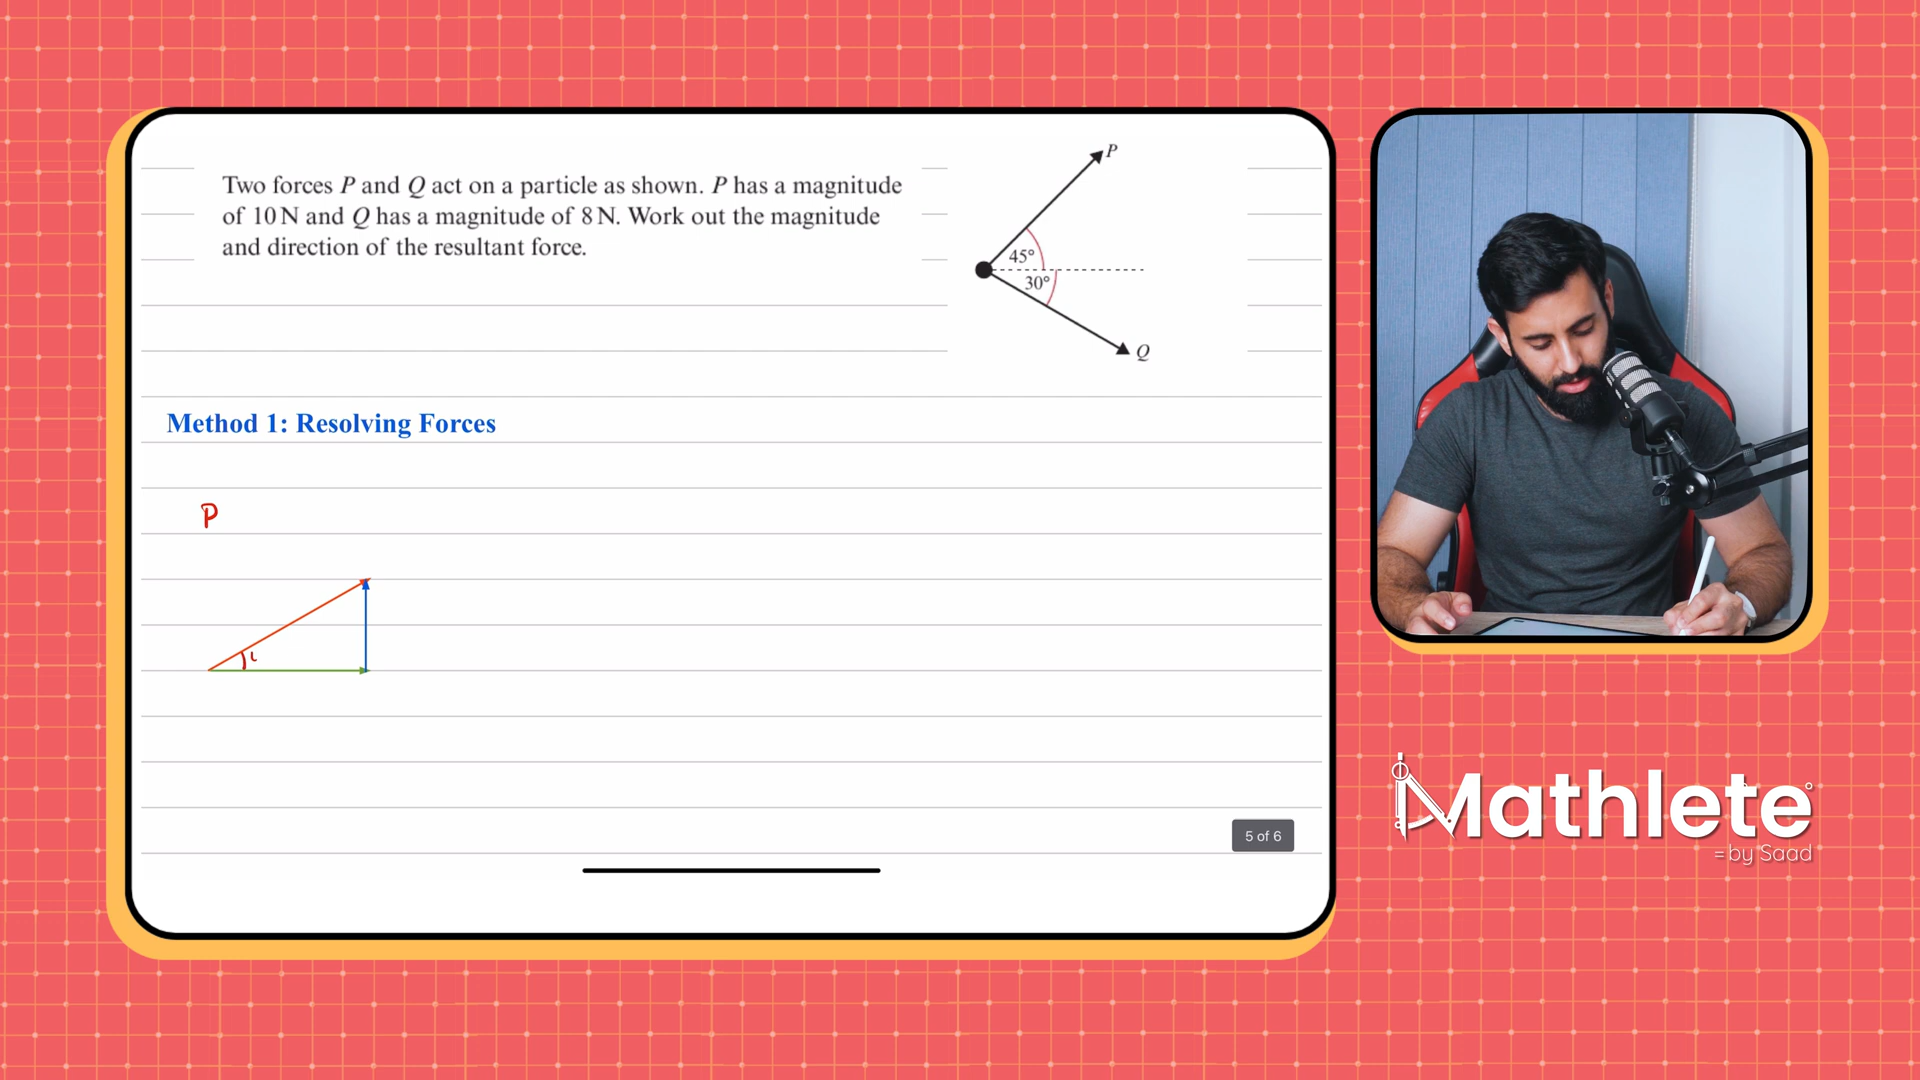 Two forces P and Q act on a particle as shown. P has a magnitude
of 10 N and Q has a magnitude of 8 N. Work out the magnitude
and direction of the resultant force.
P
45°
30°
Q
Method 1: Resolving Forces
P
5 of 6
Mathlete
=by Saad